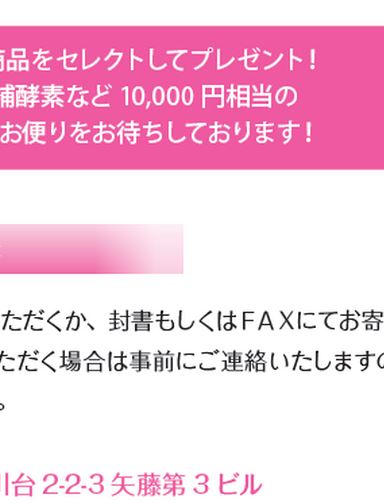 商品をセレクトしてプレゼント！
補酵素など 10,000 円相当の
お便りをお待ちしております！
ただくか、封書もしくはＦＡＸにてお寄
ただく場合は事前にご連絡いたしますの
。
川台 2-2-3 矢藤第 3 ビル